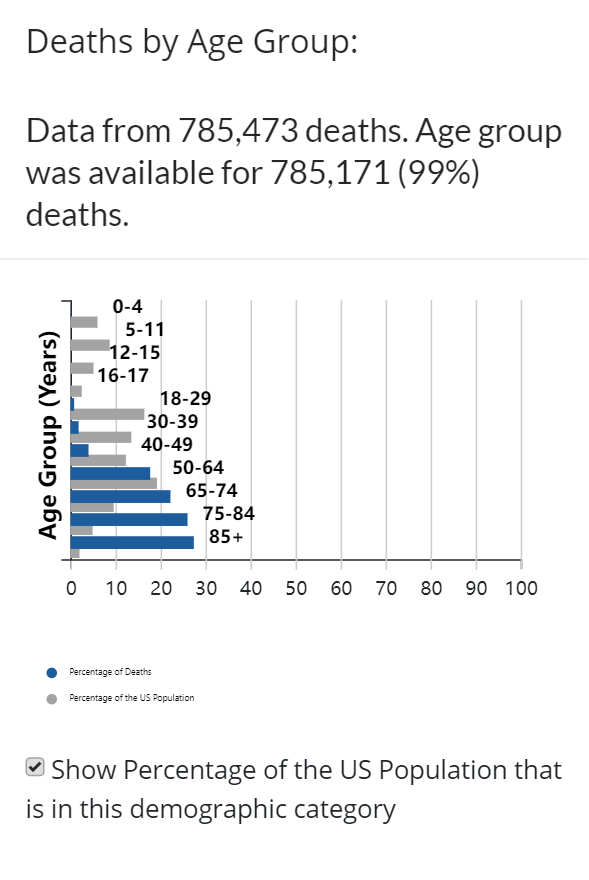 Deaths by Age Group:
Data from 785,473 deaths. Age group
was available for 785,171 (99%)
deaths.
Age Group (Years)
0-4
5-11
12-15
16-17
18-29
30-39
40-49
50-64
65-74
75-84
85+
0 10 20 30 40 50 60 70 80 90 100
Percentage of Deaths
Percentage of the US Population
Show Percentage of the US Population that
is in this demographic category